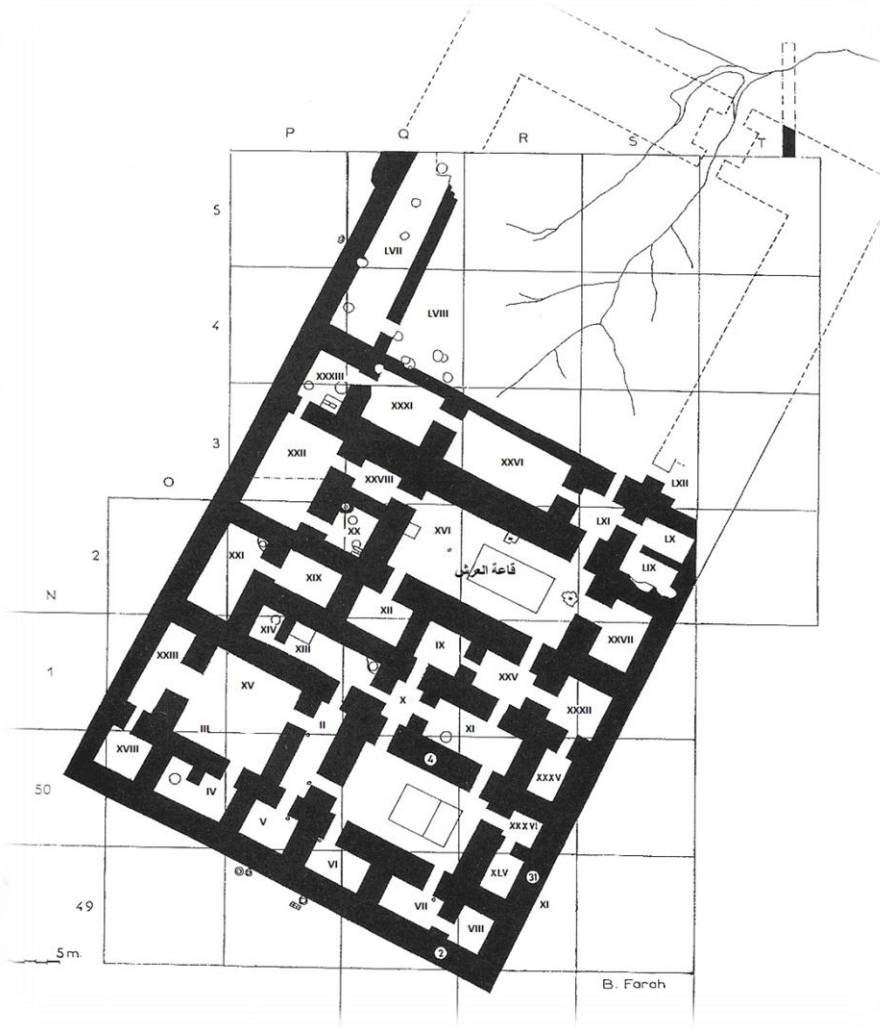 P Q R S T
5
LVII
4
LVIII
XXXIII
XXXI
3
XXII
XXVI
XXVIII
LXII
XVI
LXI
XX
LX
2
XXI
قاعة العرش
LIX
XIX
N
XII
XIV
XXVII
XIII
IX
XXIII
1
XV
XXV
X
XXXII
II
III
XI
XVIII
4
XXXV
50
IV
V
XXXVI
VI
XLV
31
VII
XI
49
VIII
2
5m.
B. Farah